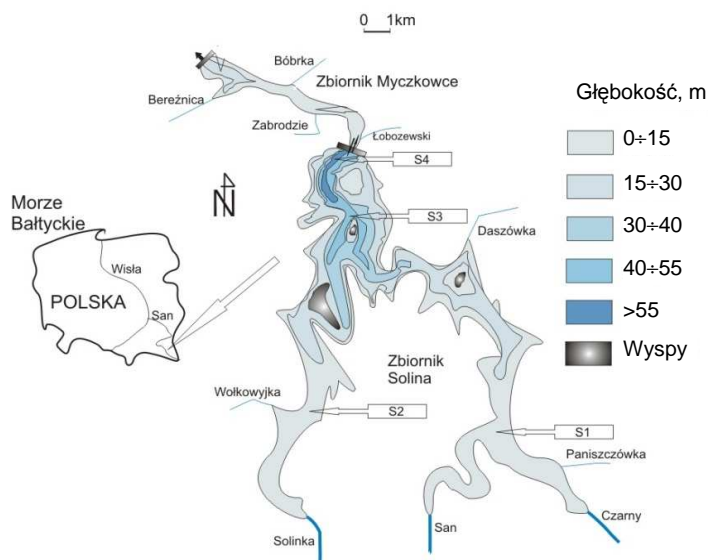 0 1km
Bóbrka
Zbiornik Myczkowce
Bereźnica
Zabrodzie
Łobozewski
S4
N
S3
Daszówka
Morze
Bałtyckie
Wisła
POLSKA
San
Zbiornik
Solina
Wołkowyjka
S2
S1
Paniszczówka
Solinka
San
Czarny
Głębokość, m
0÷15
15÷30
30÷40
40÷55
>55
Wyspy